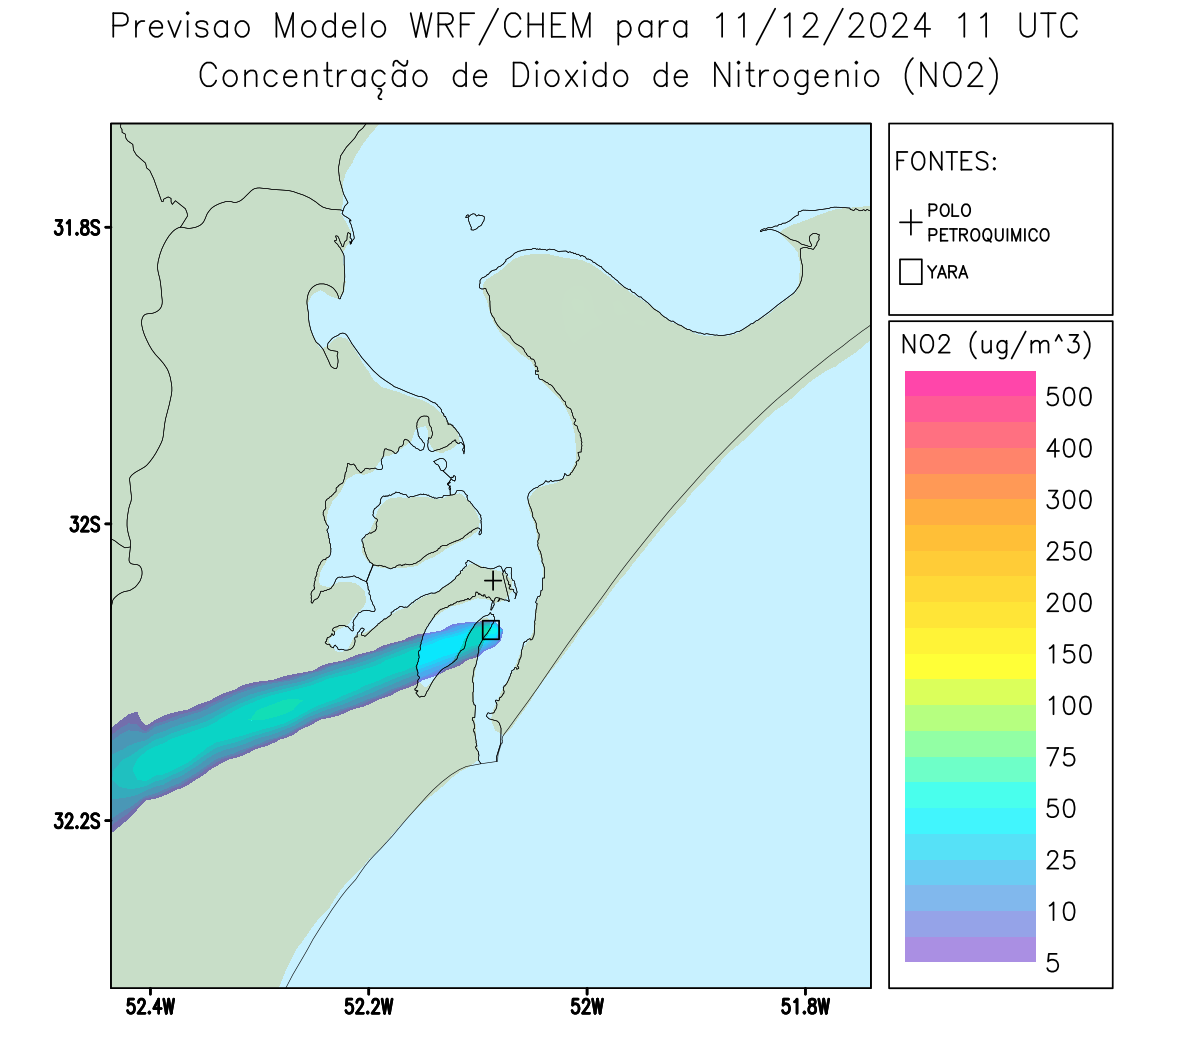 Previsao Modelo WRF/CHEM para 11/12/2024 11 UTC
Concentração de Dioxido de Nitrogenio (NO2)
FONTES:
POLO
PETROQUIMICO
YARA
NO2 (ug/m^3)
500
400
300
250
200
150
100
75
50
25
10
5
31.8S
32S
32.2S
52.4W
52.2W
52W
51.8W